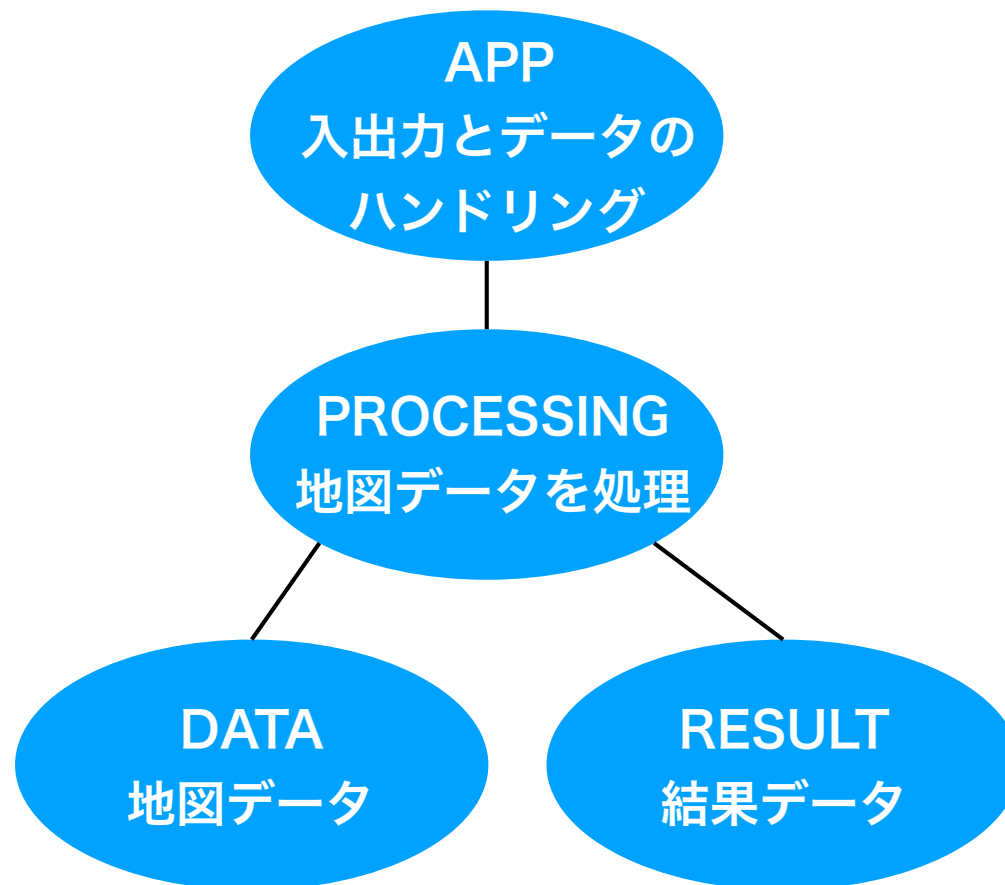 APP
入出力とデータの
ハンドリング
PROCESSING
地図データを処理
DATA
地図データ
RESULT
結果データ